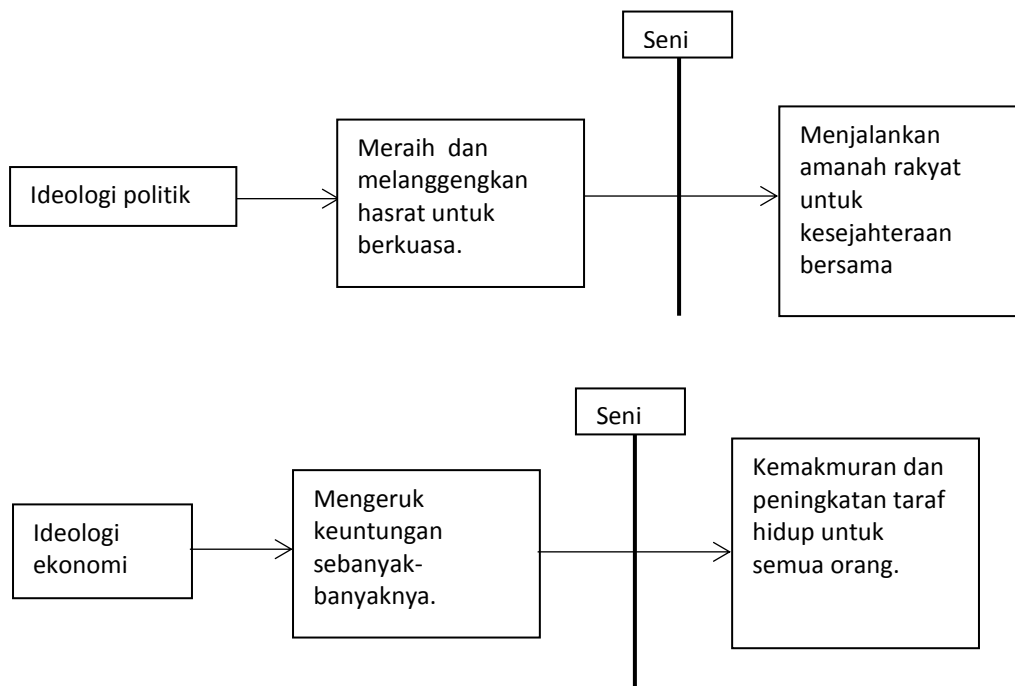 Seni
Ideologi politik
Meraih dan
melanggengkan
hasrat untuk
berkuasa.
Menjalankan
amanah rakyat
untuk
kesejahteraan
bersama
Seni
Ideologi
ekonomi
Mengeruk
keuntungan
sebanyak-
banyaknya.
Kemakmuran dan
peningkatan taraf
hidup untuk
semua orang.